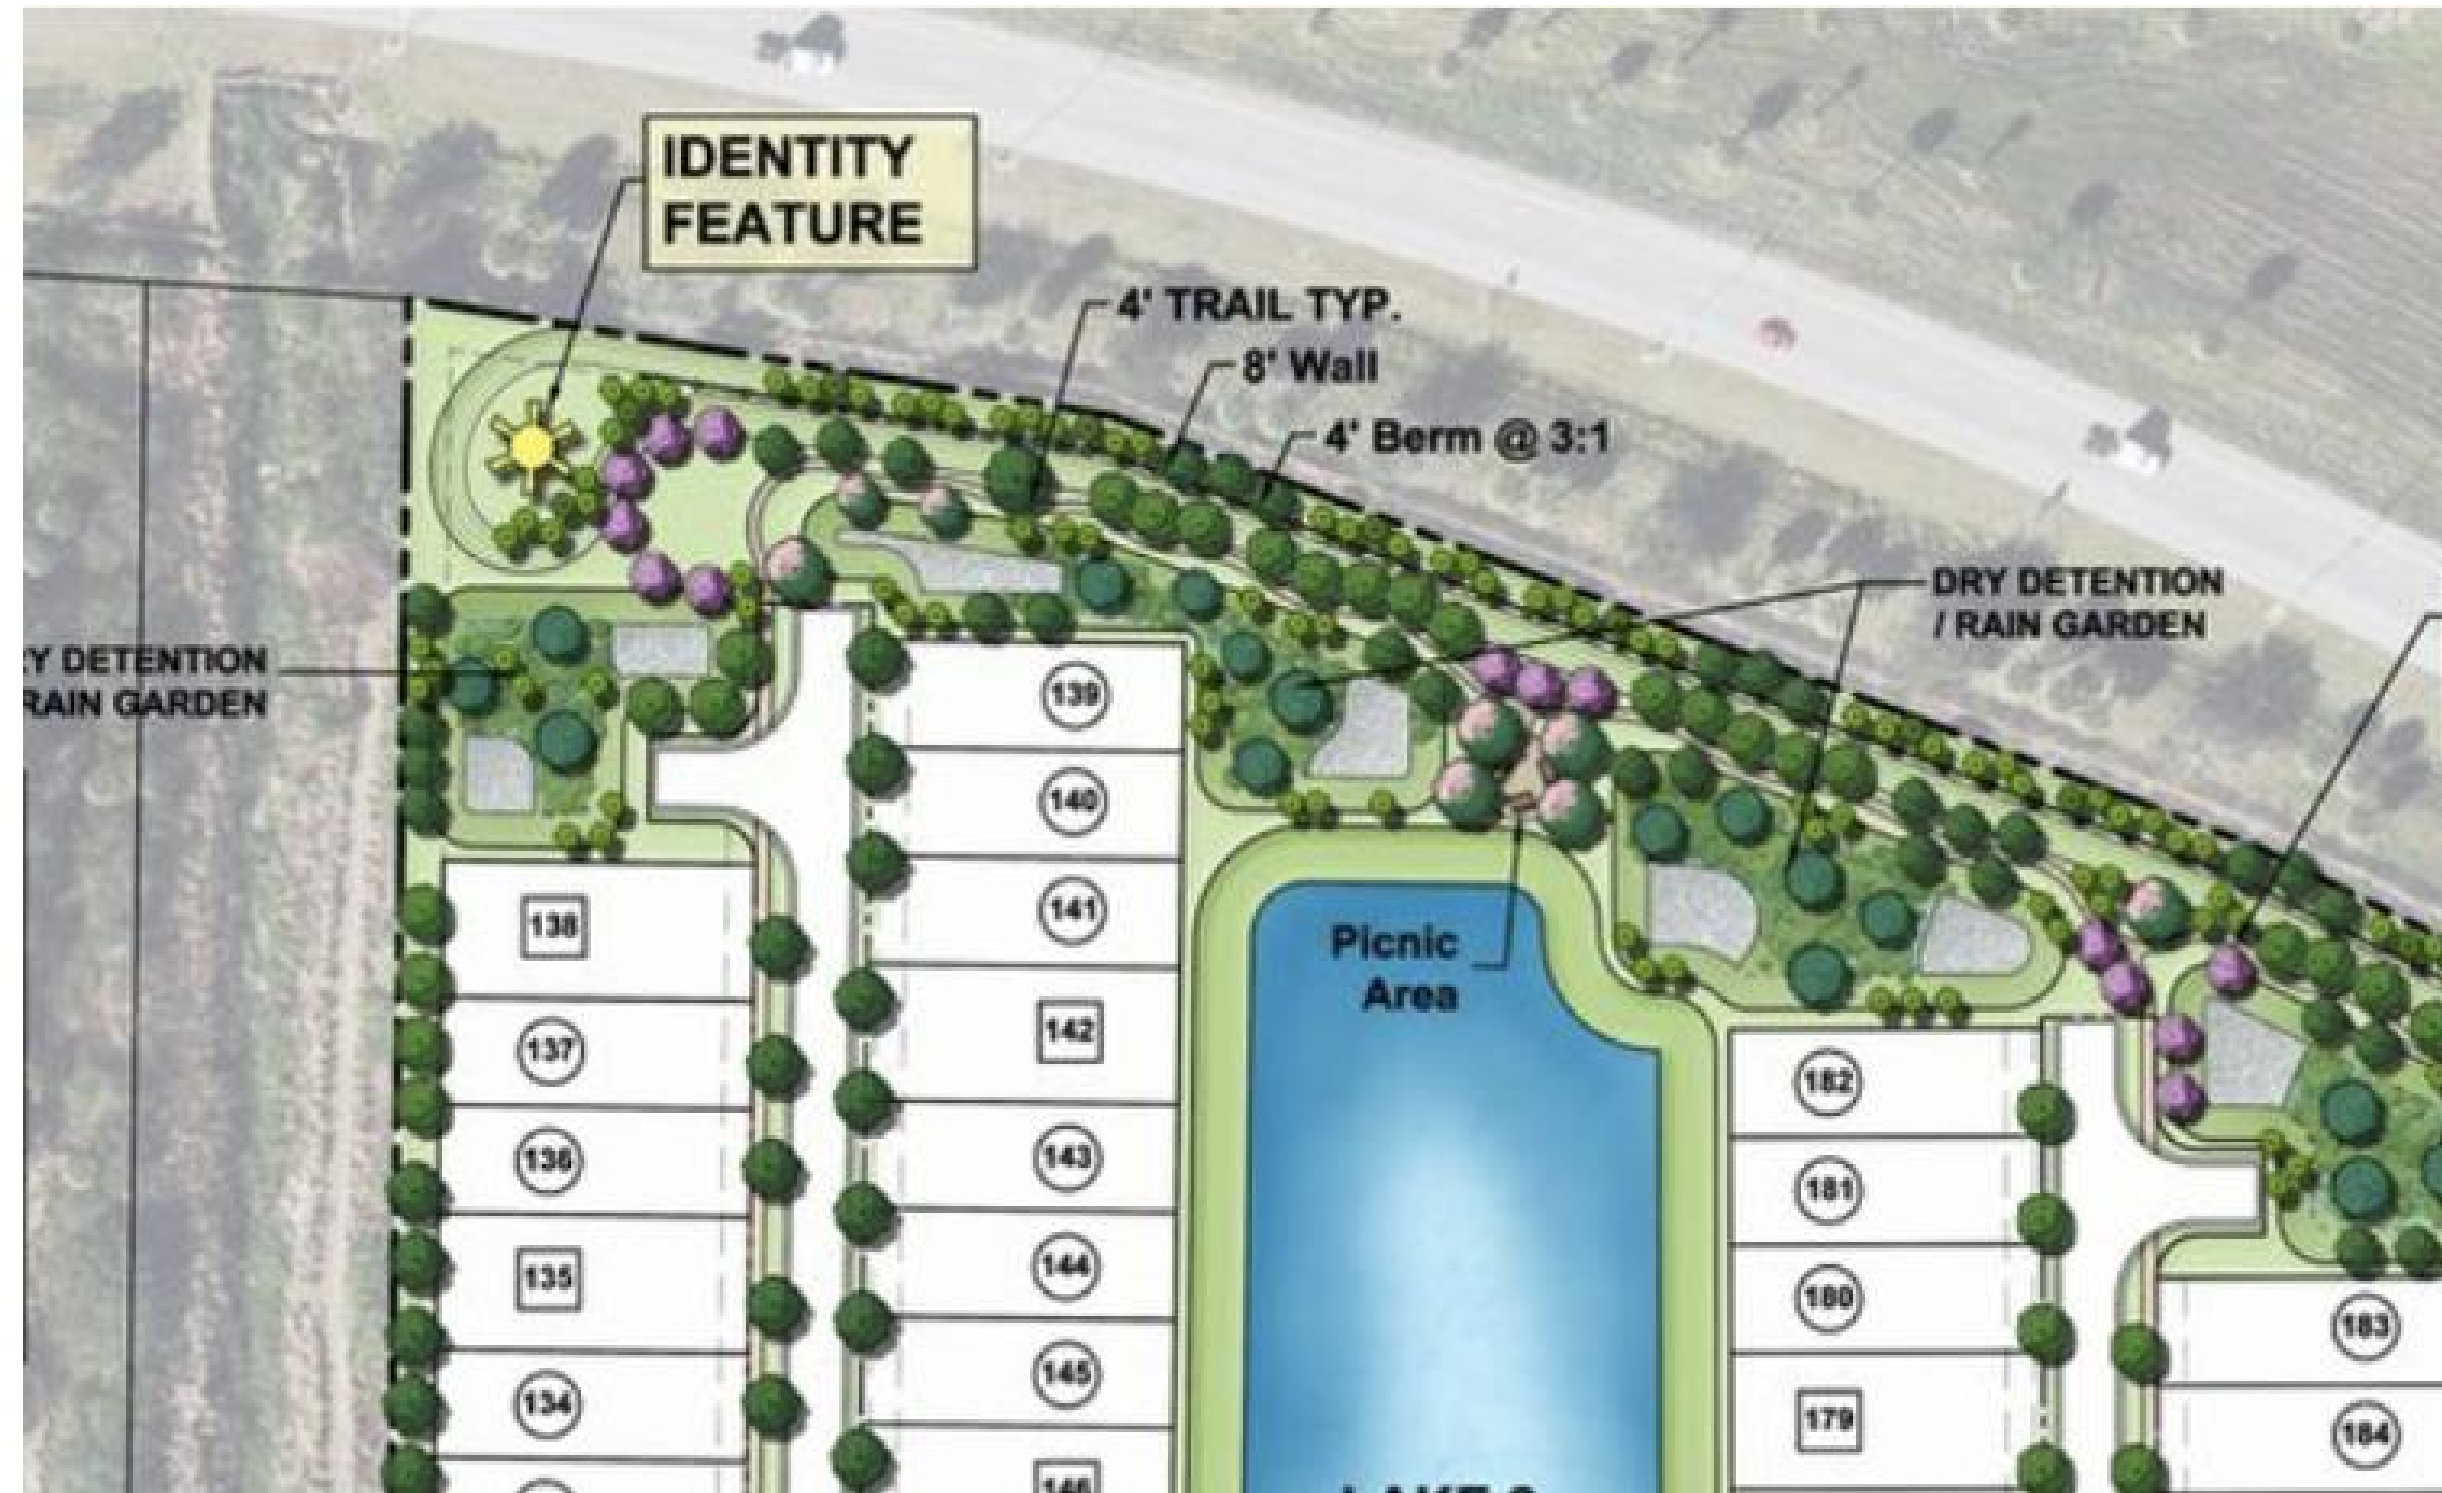 IDENTITY
FEATURE
4' TRAIL TYP.
8' Wall
4' Berm @ 3:1
DRY DETENTION
/ RAIN GARDEN
Y DETENTION
RAIN GARDEN
139
140
141
142
143
144
145
146
138
137
136
135
134
Picnic
Area
182
181
180
179
183
184